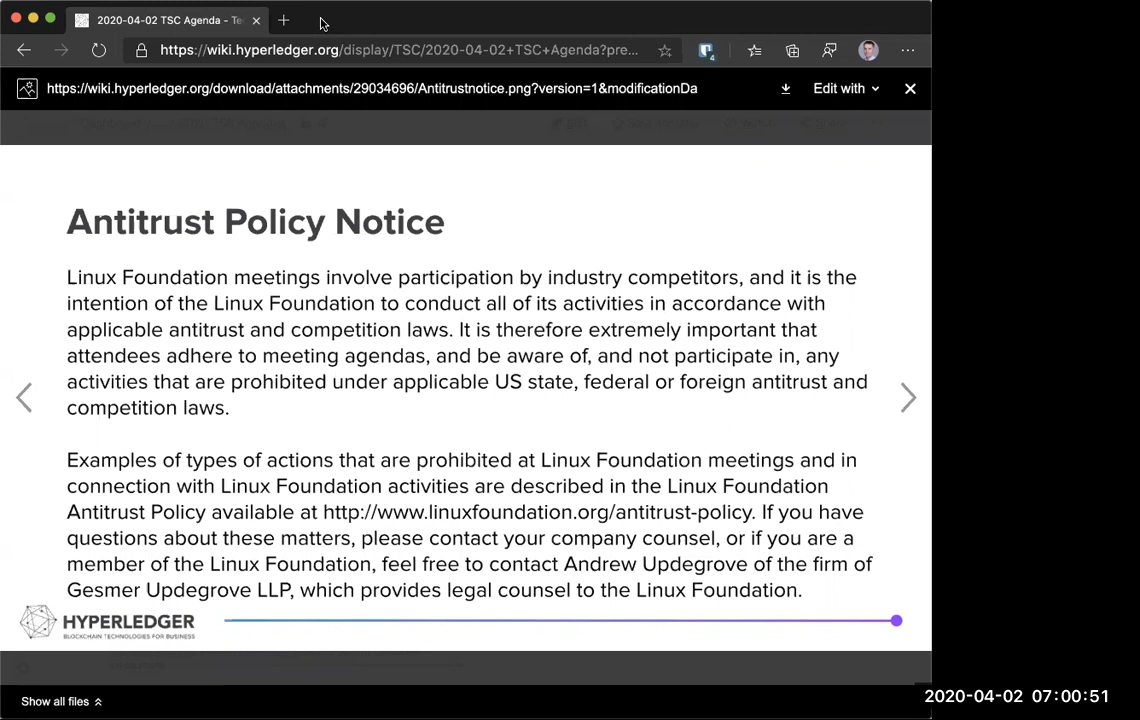 2020-04-02 TSC Agenda - Te
https://wiki.hyperledger.org/display/TSC/2020-04-02+TSC+Agenda?pre...
4
https://wiki.hyperledger.org/download/attachments/29034696/Antitrustnotice.png?version=1&modificationDa
Edit with
Antitrust Policy Notice
Linux Foundation meetings involve participation by industry competitors, and it is the
intention of the Linux Foundation to conduct all of its activities in accordance with
applicable antitrust and competition laws. It is therefore extremely important that
attendees adhere to meeting agendas, and be aware of, and not participate in, any
activities that are prohibited under applicable US state, federal or foreign antitrust and
competition laws.
Examples of types of actions that are prohibited at Linux Foundation meetings and in
connection with Linux Foundation activities are described in the Linux Foundation
Antitrust Policy available at http://www.linuxfoundation.org/antitrust-policy. If you have
questions about these matters, please contact your company counsel, or if you are a
member of the Linux Foundation, feel free to contact Andrew Updegrove of the firm of
Gesmer Updegrove LLP, which provides legal counsel to the Linux Foundation.
HYPERLEDGER
BLOCKCHAIN TECHNOLOGIES FOR BUSINESS
Show all files
2020-04-02 07:00:51